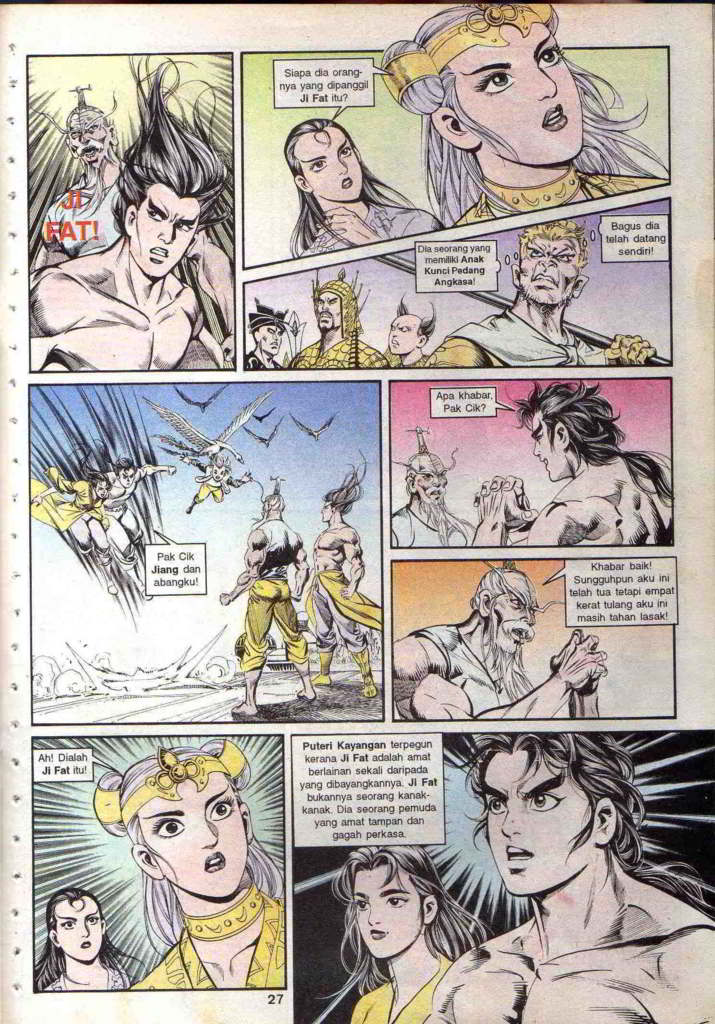 JI
FAT!
Siapa dia orang-
nya yang dipanggil
Ji Fat itu?
Dia seorang yang
memiliki Anak
Kunci Pedang
Angkasa!
Bagus dia
telah datang
sendiri!
Pak Cik
Jiang dan
abangku!
Apa khabar,
Pak Cik?
Khabar baik!
Sungguhpun aku ini
telah tua tetapi empat
kerat tulang aku ini
masih tahan lasak!
Ah! Dialah
Ji Fat itu!
Puteri Kayangan terpegun
kerana Ji Fat adalah amat
berlainan sekali daripada
yang dibayangkannya. Ji Fat
bukannya seorang kanak-
kanak. Dia seorang pemuda
yang amat tampan dan
gagah perkasa.
27